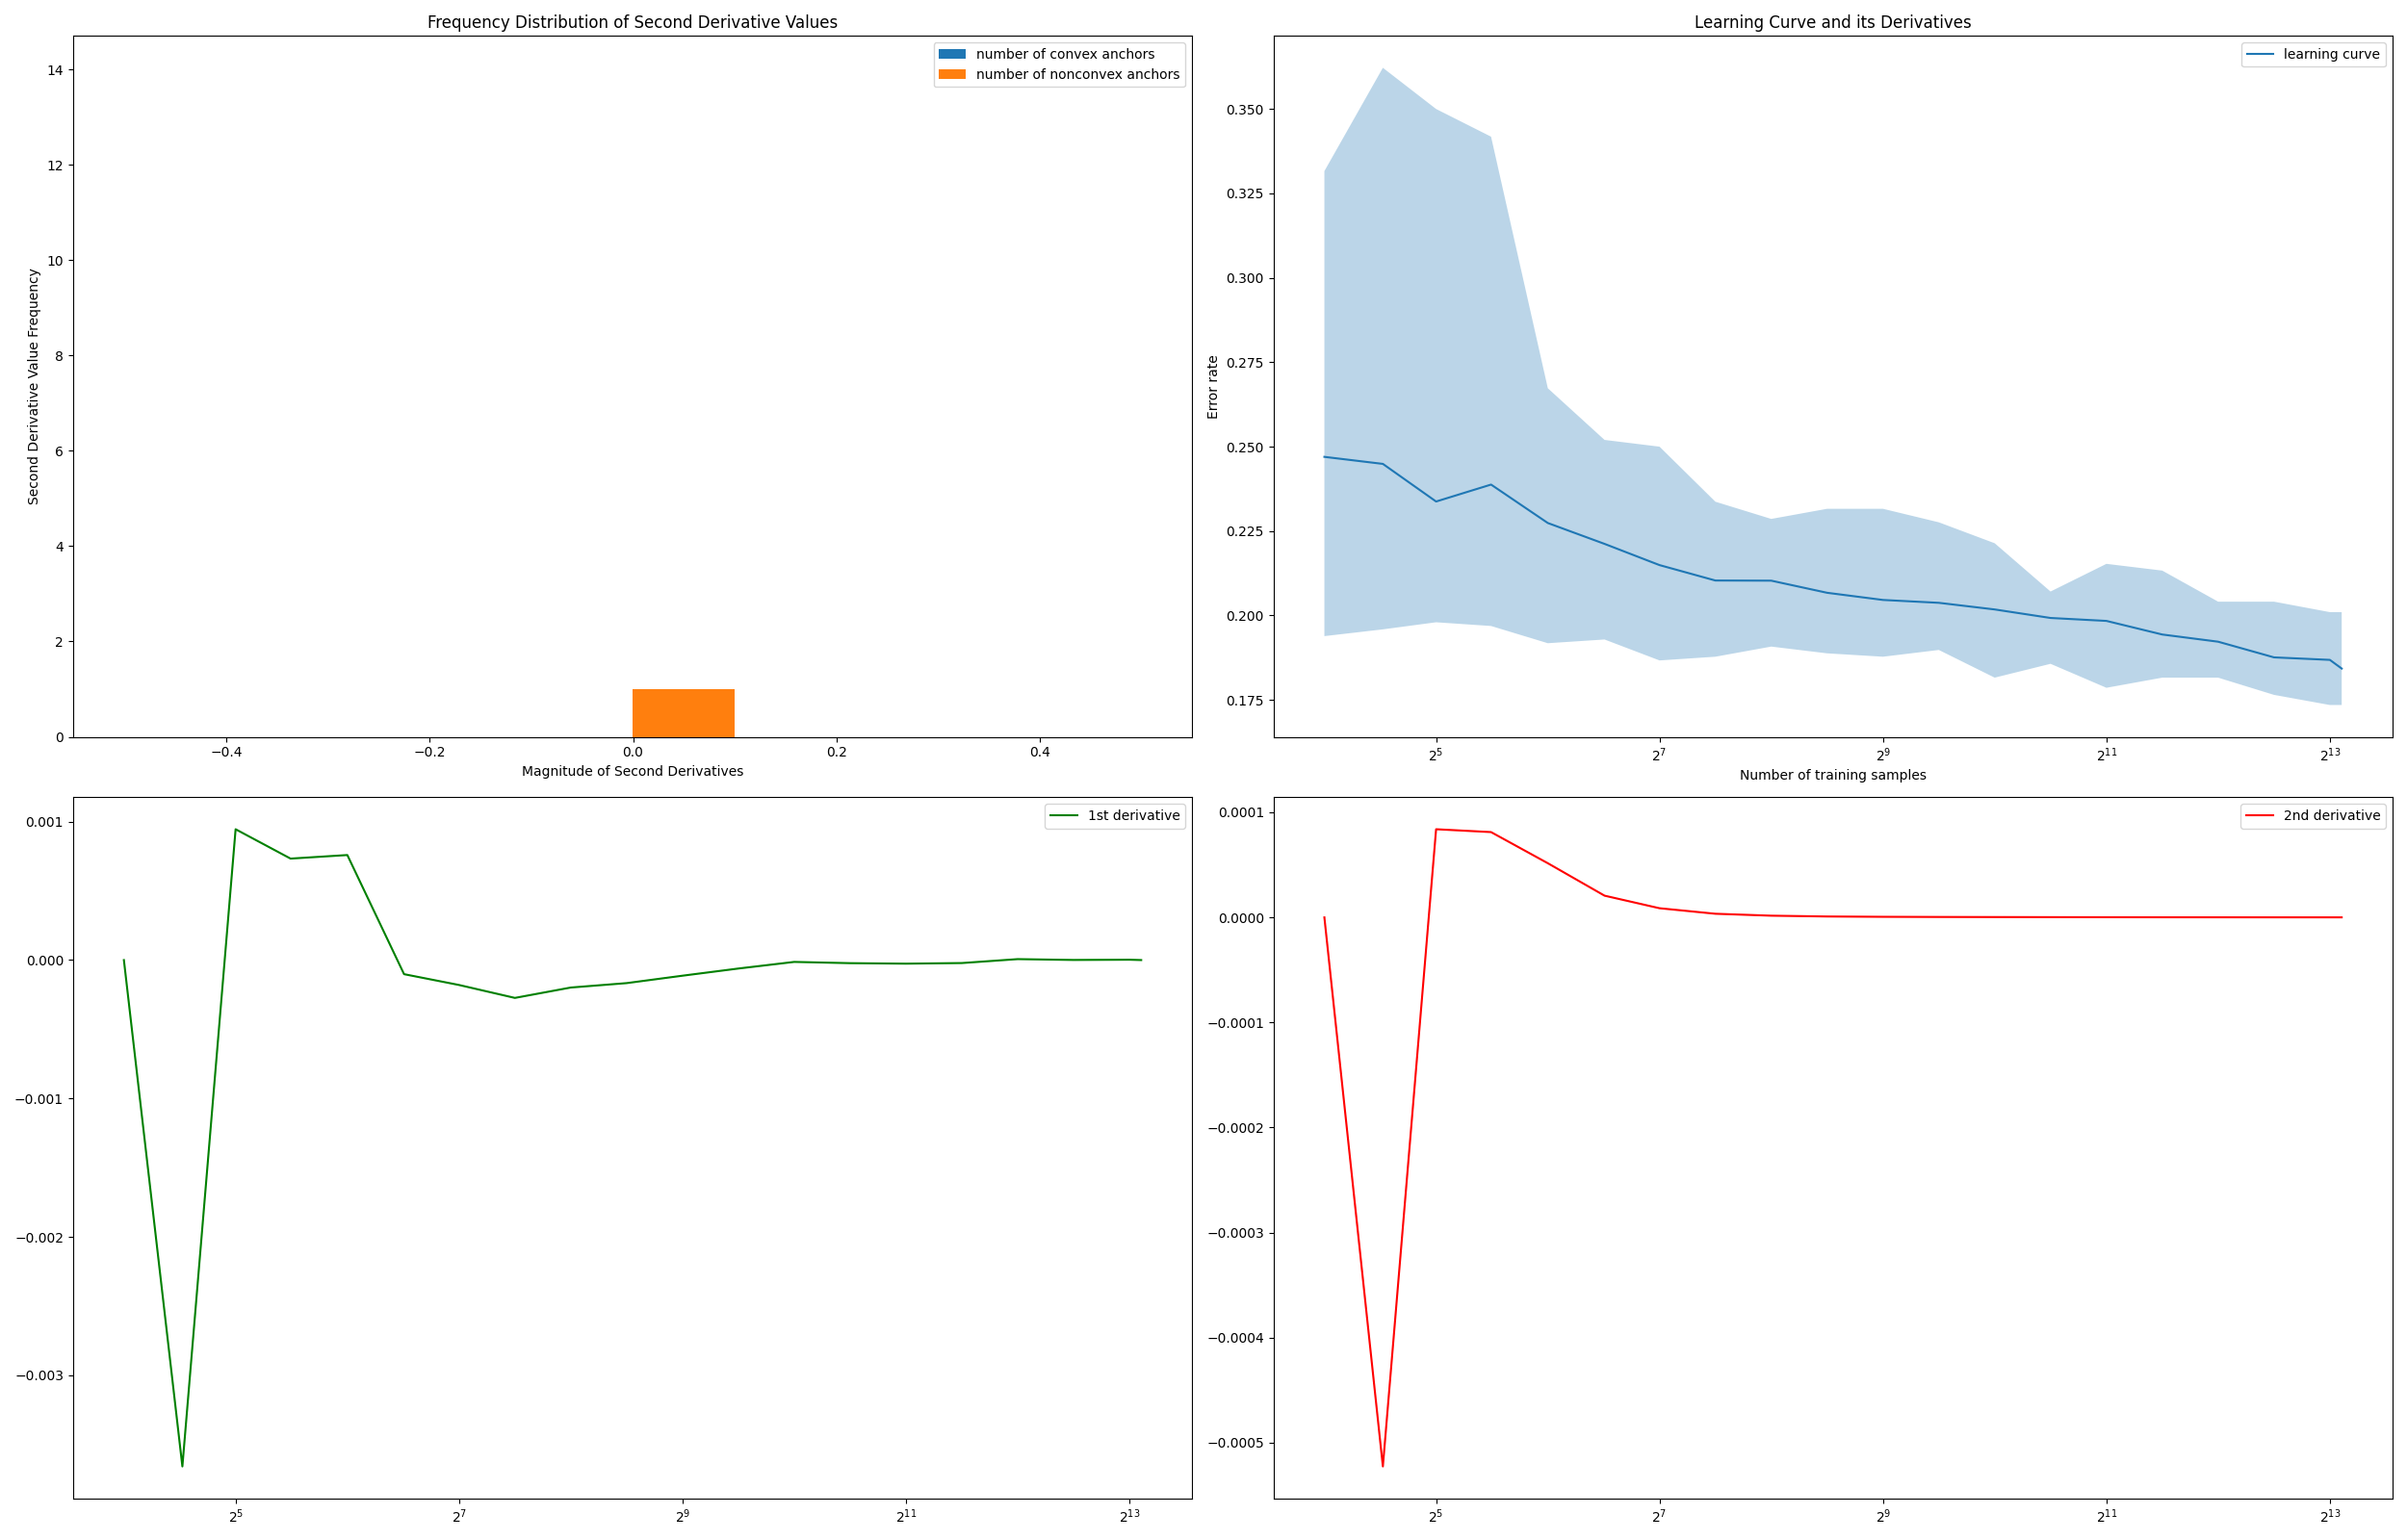 Frequency Distribution of Second Derivative Values
number of convex anchors
number of nonconvex anchors
14
12
10
8
6
4
2
0
Second Derivative Value Frequency
−0.4 −0.2 0.0 0.2 0.4
Magnitude of Second Derivatives
Learning Curve and its Derivatives
learning curve
0.350
0.325
0.300
0.275
0.250
0.225
0.200
0.175
Error rate
2^5 2^7 2^9 2^11 2^13
Number of training samples
1st derivative
0.001
0.000
−0.001
−0.002
−0.003
2^5 2^7 2^9 2^11 2^13
2nd derivative
0.0001
0.0000
−0.0001
−0.0002
−0.0003
−0.0004
−0.0005
2^5 2^7 2^9 2^11 2^13